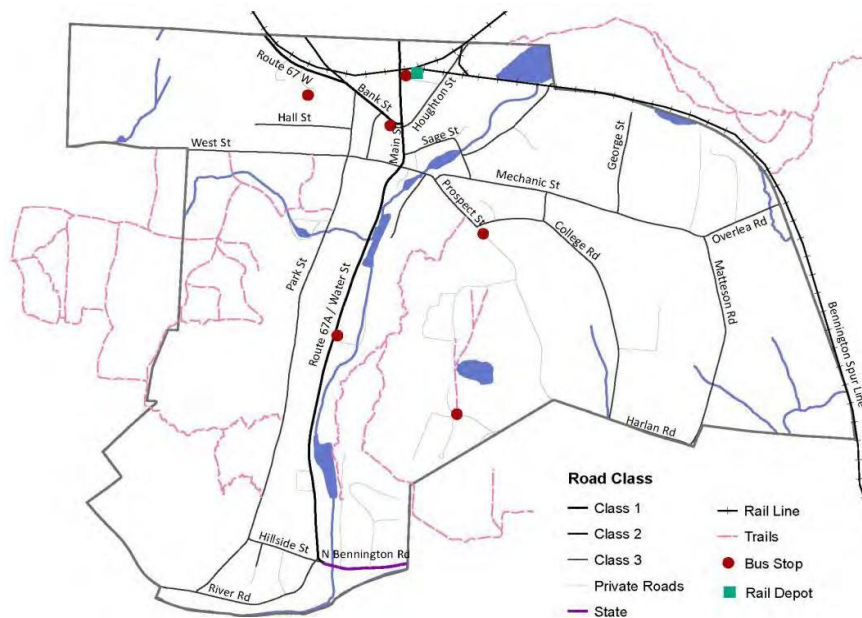 Route 67 W
Bank St
Houghton St
Hall St
Main St
Sage St
George St
West St
Mechanic St
Prospect St
College Rd
Overlea Rd
Park St
Route 67A / Water St
Matteson Rd
Bennington Spur Line
Harlan Rd
Hillside St
N Bennington Rd
River Rd
Road Class
Class 1
Class 2
Class 3
Private Roads
State
Rail Line
Trails
Bus Stop
Rail Depot